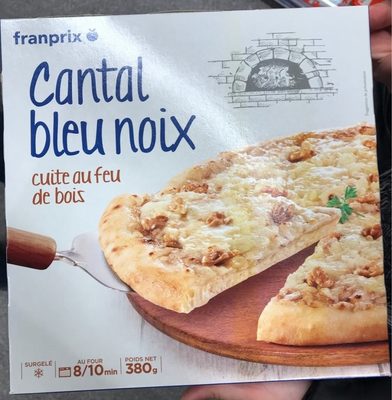 franprix
Cantal
bleu noix
cuite au feu
de bois
SURGELÉ
AU FOUR
8/10min
POIDS NET
380g